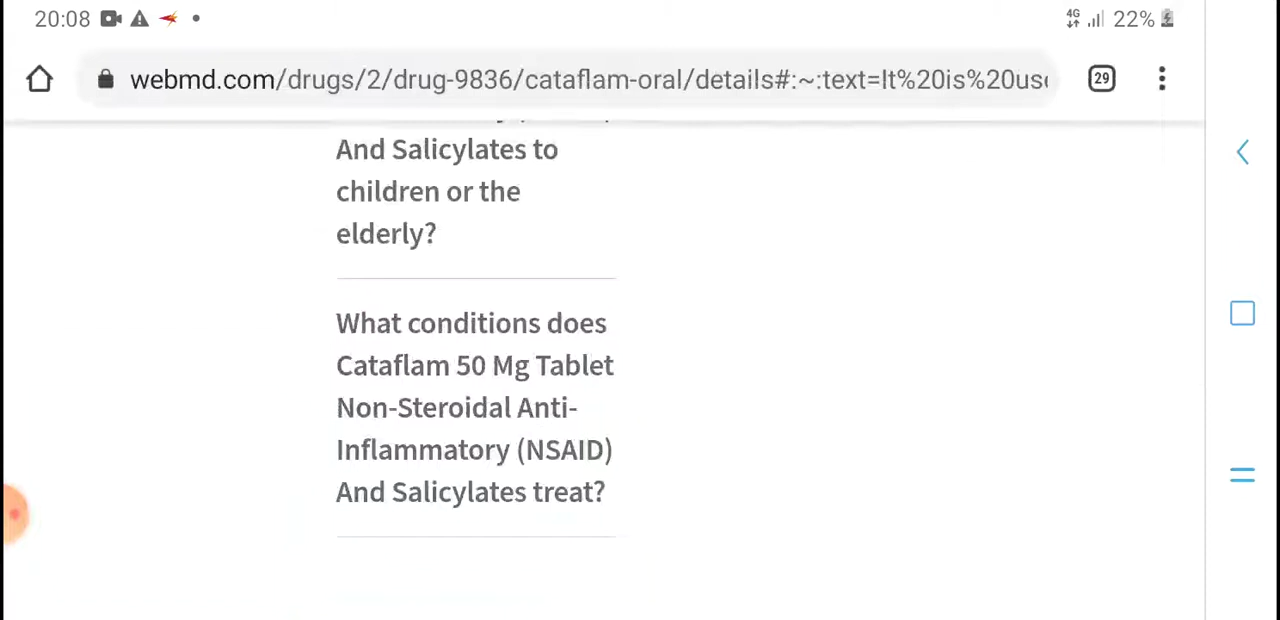 20:08
4G 22%
webmd.com/drugs/2/drug-9836/cataflam-oral/details#:~:text=It%20is%20us
29
And Salicylates to
children or the
elderly?
What conditions does
Cataflam 50 Mg Tablet
Non-Steroidal Anti-
Inflammatory (NSAID)
And Salicylates treat?